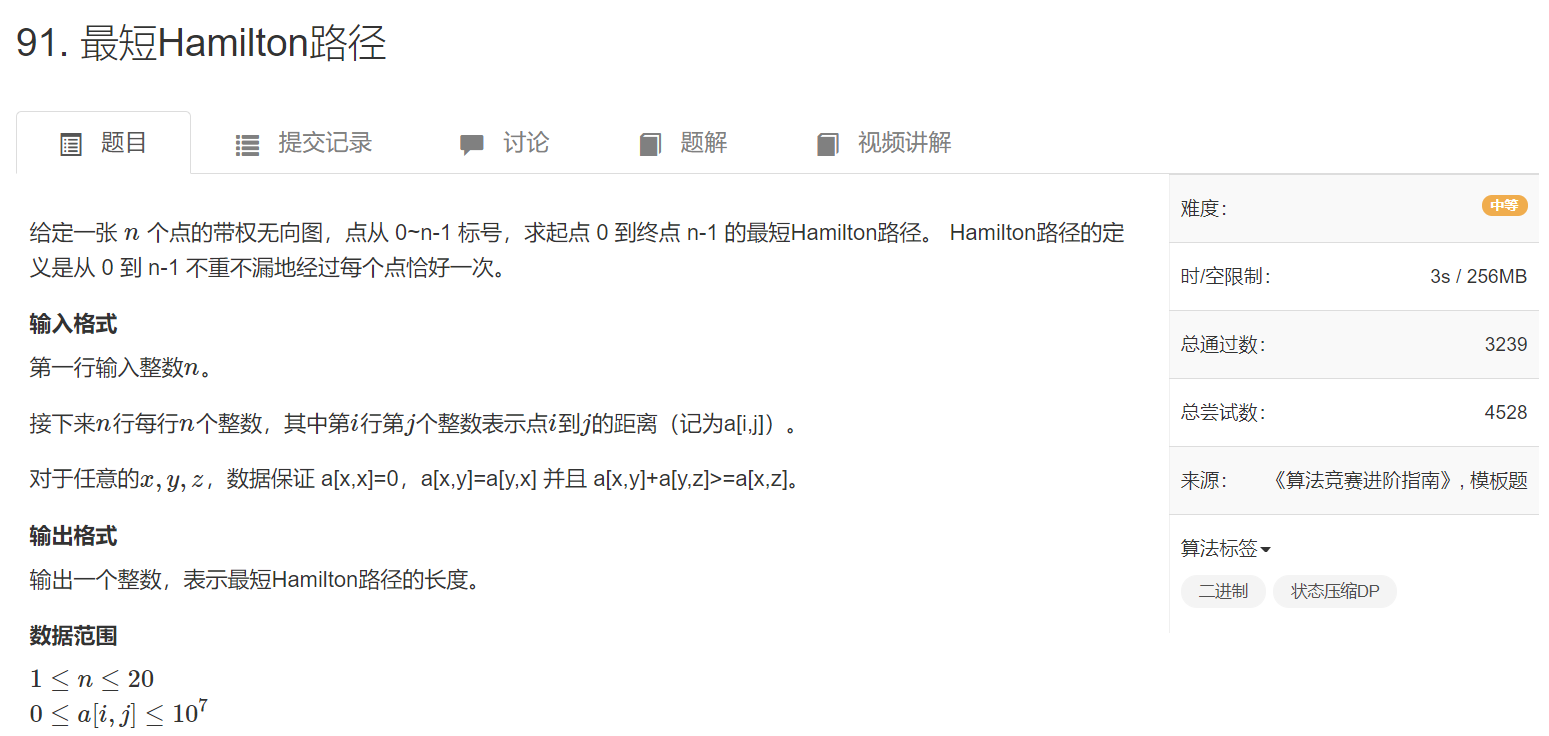 91. 最短Hamilton路径
题目 提交记录 讨论 题解 视频讲解
给定一张 n 个点的带权无向图，点从 0~n-1 标号，求起点 0 到终点 n-1 的最短Hamilton路径。 Hamilton路径的定
义是从 0 到 n-1 不重不漏地经过每个点恰好一次。
输入格式
第一行输入整数n。
接下来n行每行n个整数，其中第i行第j个整数表示点i到j的距离（记为a[i,j]）。
对于任意的x, y, z，数据保证 a[x,x]=0，a[x,y]=a[y,x] 并且 a[x,y]+a[y,z]>=a[x,z]。
输出格式
输出一个整数，表示最短Hamilton路径的长度。
数据范围
1 ≤ n ≤ 20
0 ≤ a[i, j] ≤ 10⁷
难度： 中等
时/空限制： 3s / 256MB
总通过数： 3239
总尝试数： 4528
来源： 《算法竞赛进阶指南》, 模板题
算法标签
二进制 状态压缩DP